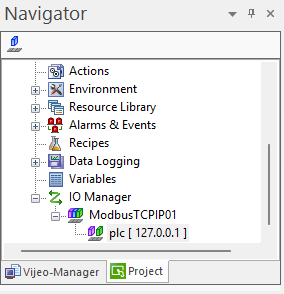 Navigator
Actions
Environment
Resource Library
Alarms & Events
Recipes
Data Logging
Variables
IO Manager
ModbusTCPIP01
plc [ 127.0.0.1 ]
Vijeo-Manager
Project